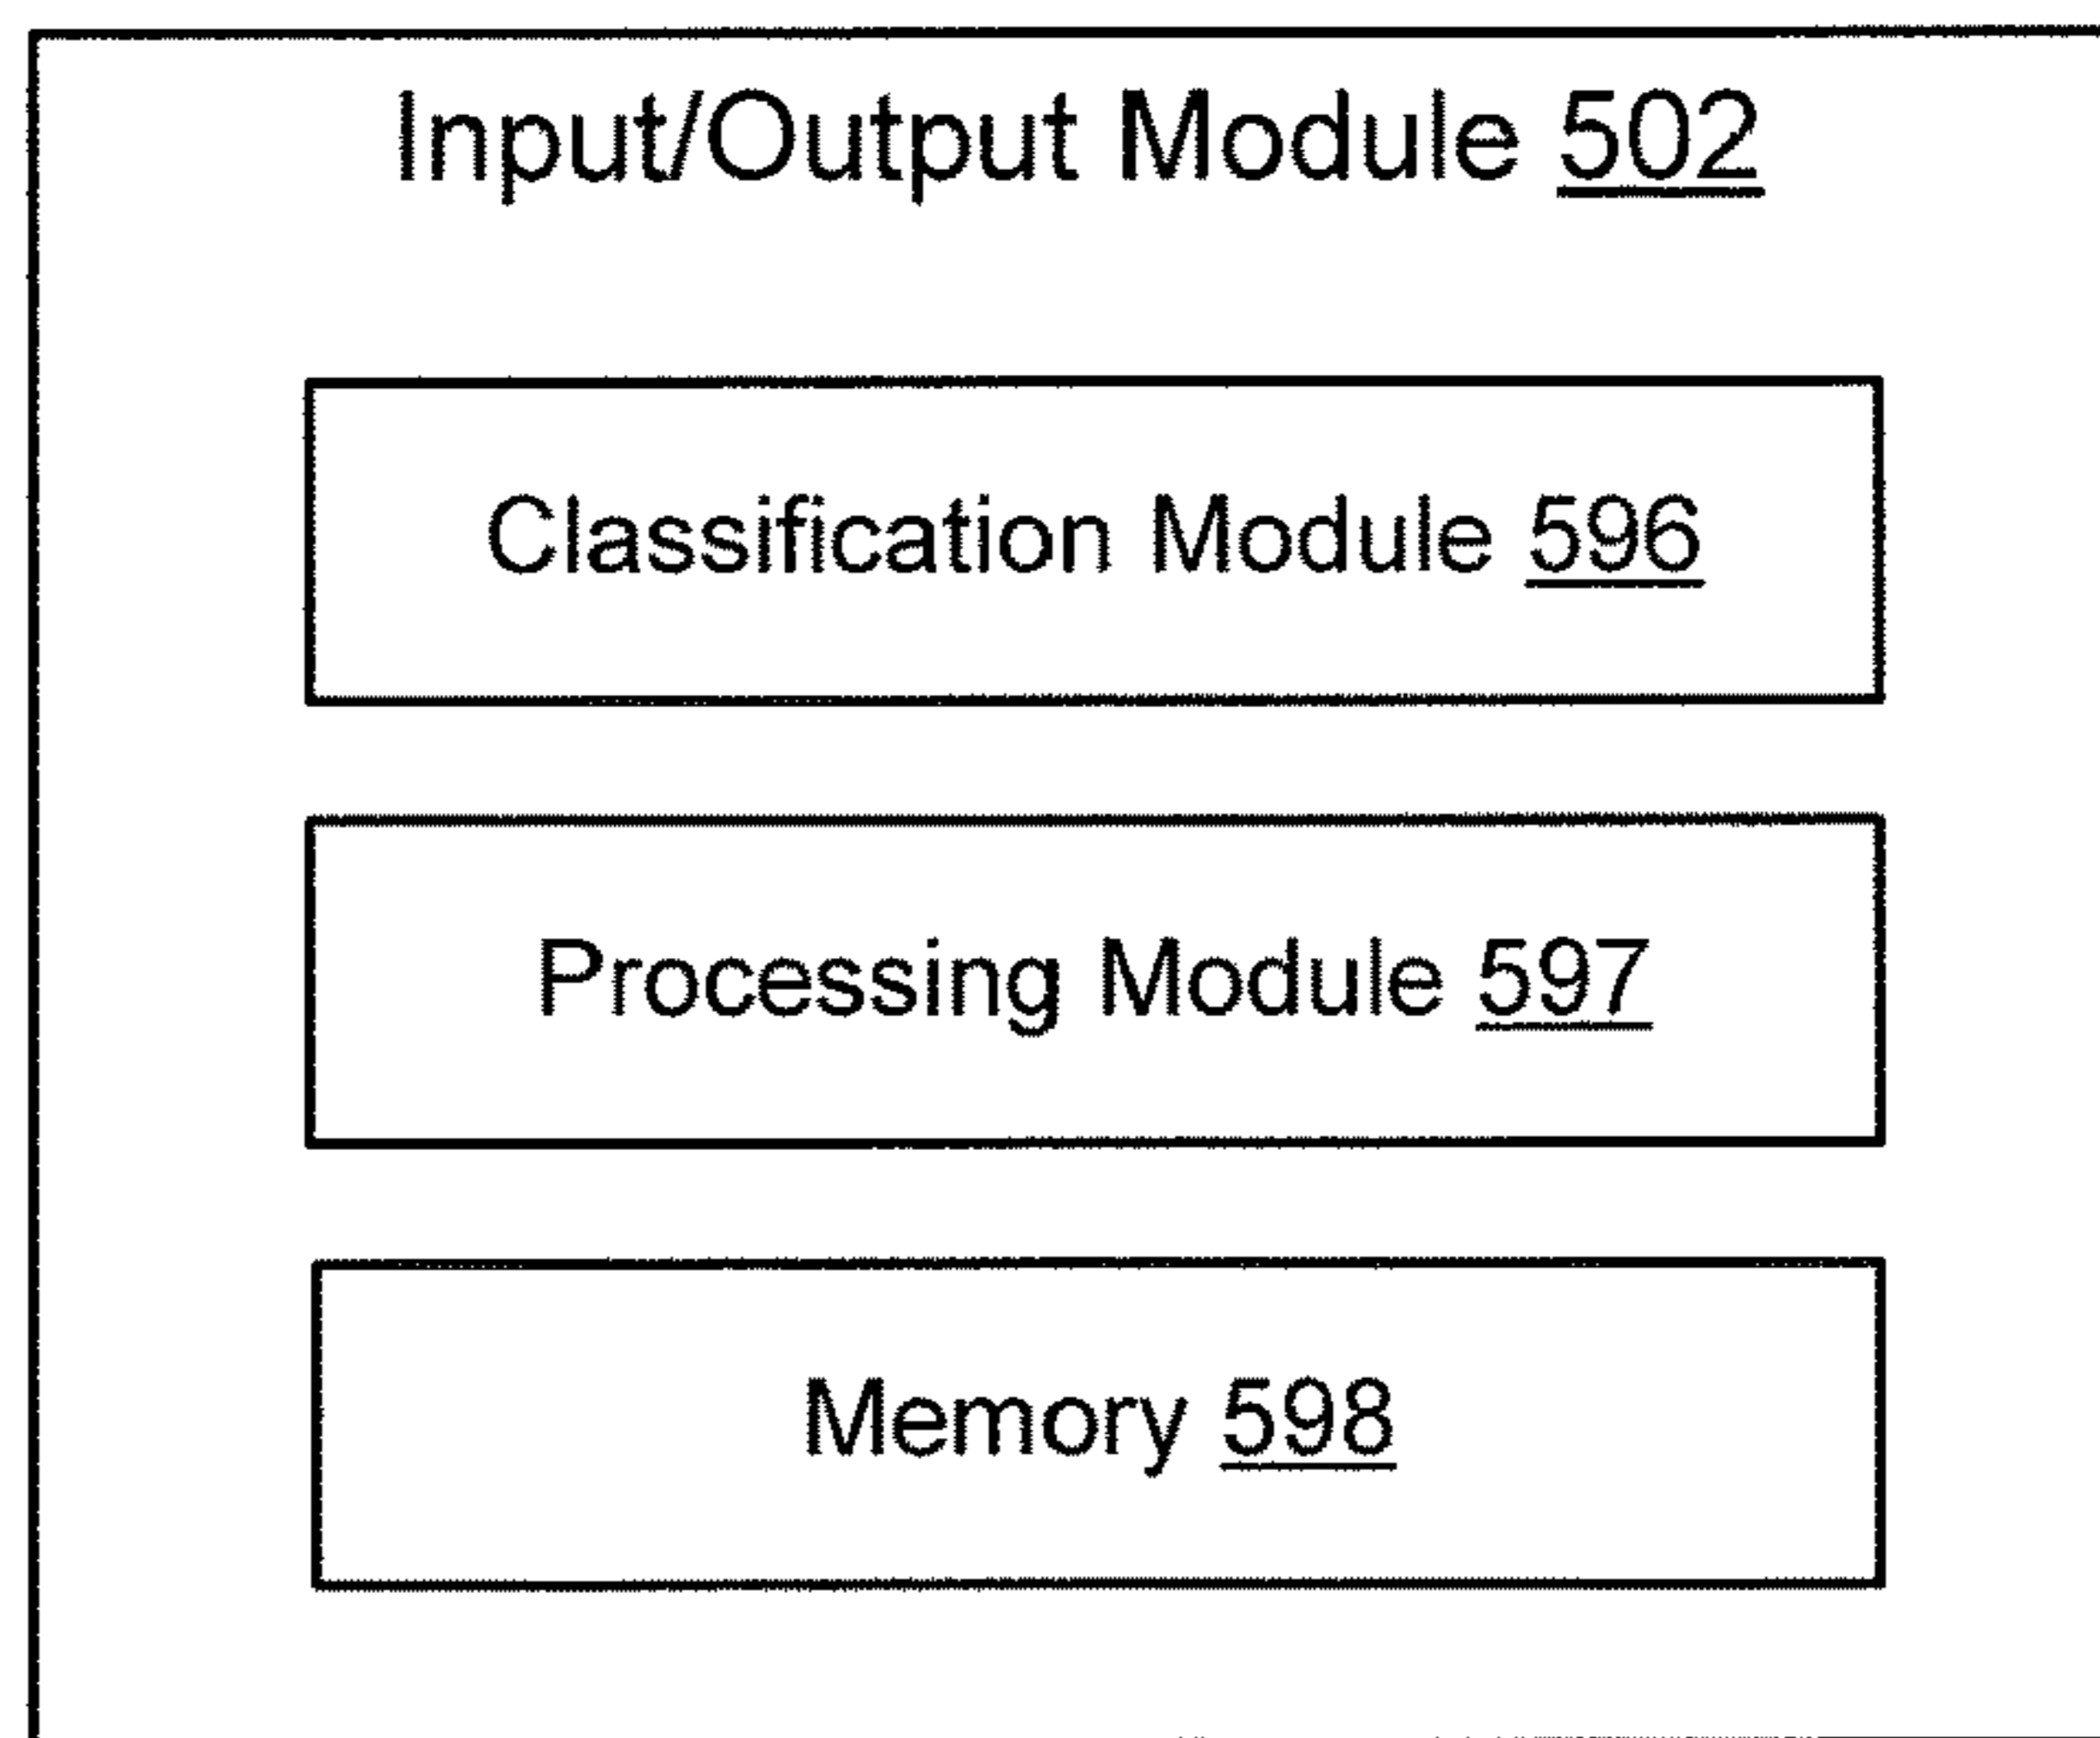 Input/Output Module 502
Classification Module 596
Processing Module 597
Memory 598